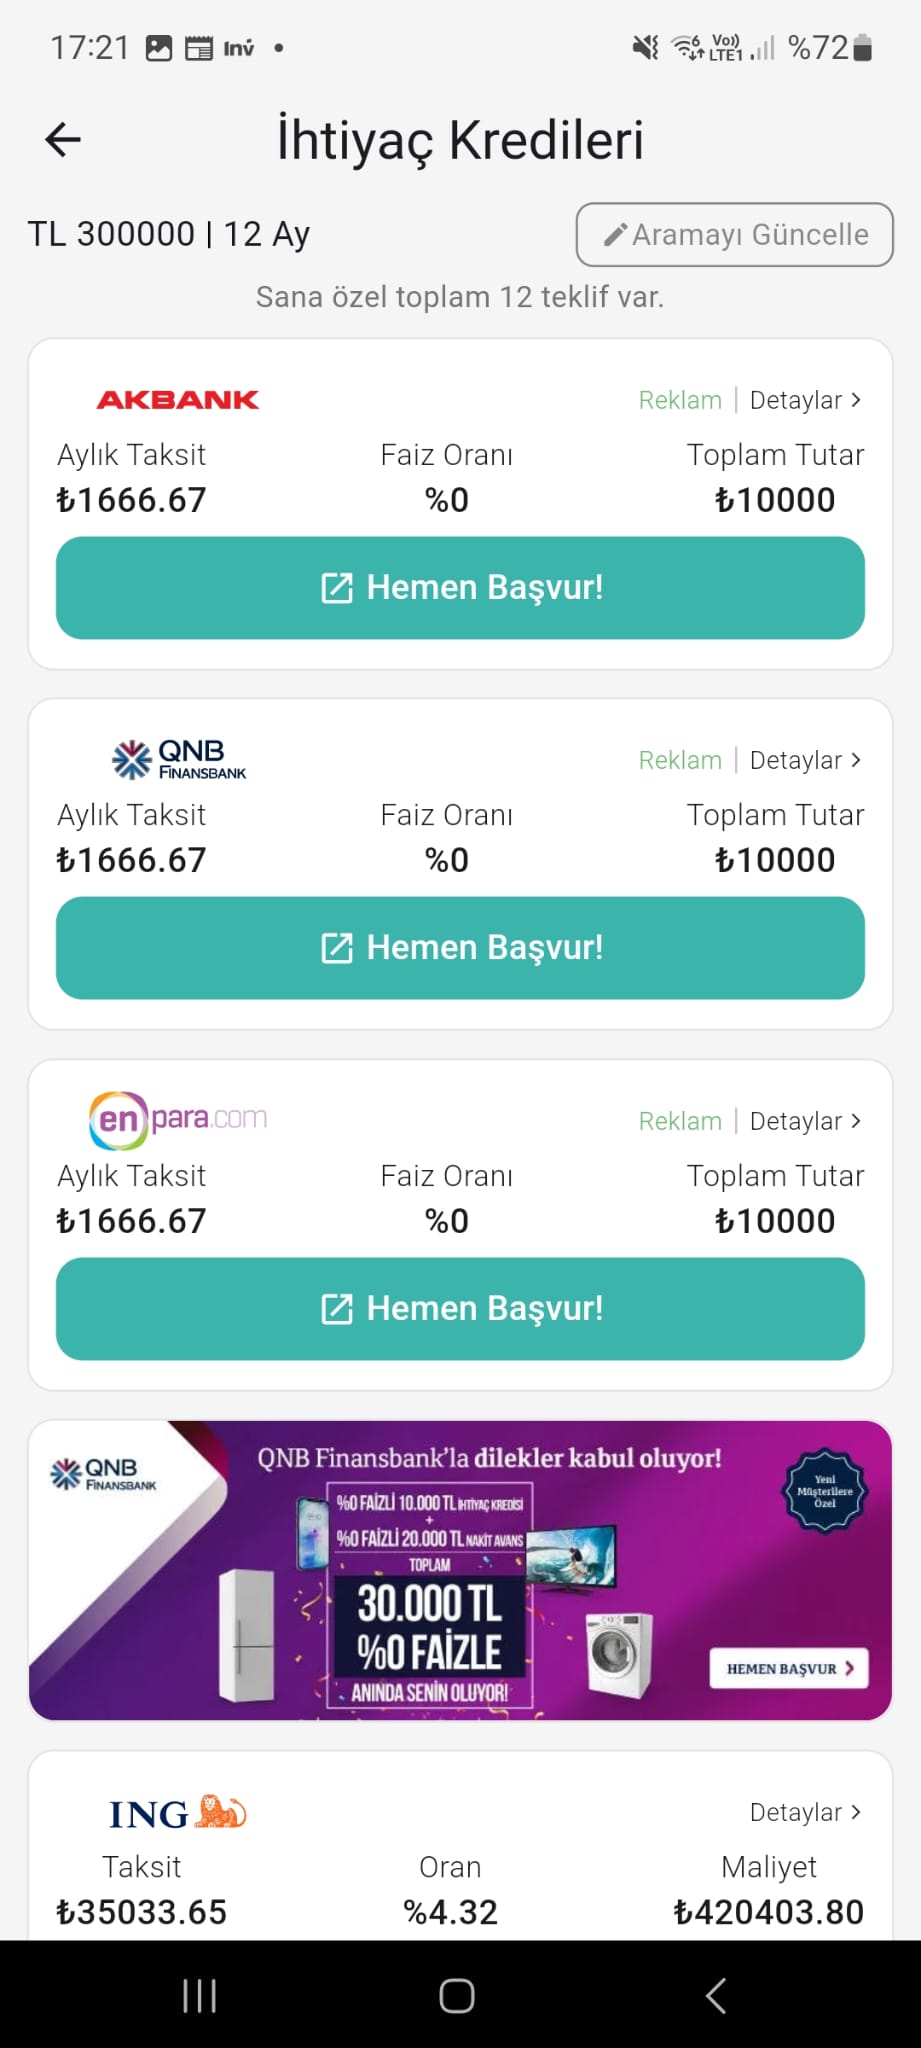 17:21 Inv %72
Vo)) LTE1
İhtiyaç Kredileri
TL 300000 | 12 Ay
Aramayı Güncelle
Sana özel toplam 12 teklif var.
AKBANK
Reklam | Detaylar >
Aylık Taksit Faiz Oranı Toplam Tutar
₺1666.67 %0 ₺10000
Hemen Başvur!
QNB
FİNANSBANK
Reklam | Detaylar >
Aylık Taksit Faiz Oranı Toplam Tutar
₺1666.67 %0 ₺10000
Hemen Başvur!
enpara.com
Reklam | Detaylar >
Aylık Taksit Faiz Oranı Toplam Tutar
₺1666.67 %0 ₺10000
Hemen Başvur!
QNB
FİNANSBANK
QNB Finansbank'la dilekler kabul oluyor!
Yeni
Müşterilere
Özel
%0 FAİZLİ 10.000 TL İHTİYAÇ KREDİSİ
+
%0 FAİZLİ 20.000 TL NAKİT AVANS
TOPLAM
30.000 TL
%0 FAİZLE
ANINDA SENİN OLUYOR!
HEMEN BAŞVUR >
ING
Detaylar >
Taksit Oran Maliyet
₺35033.65 %4.32 ₺420403.80